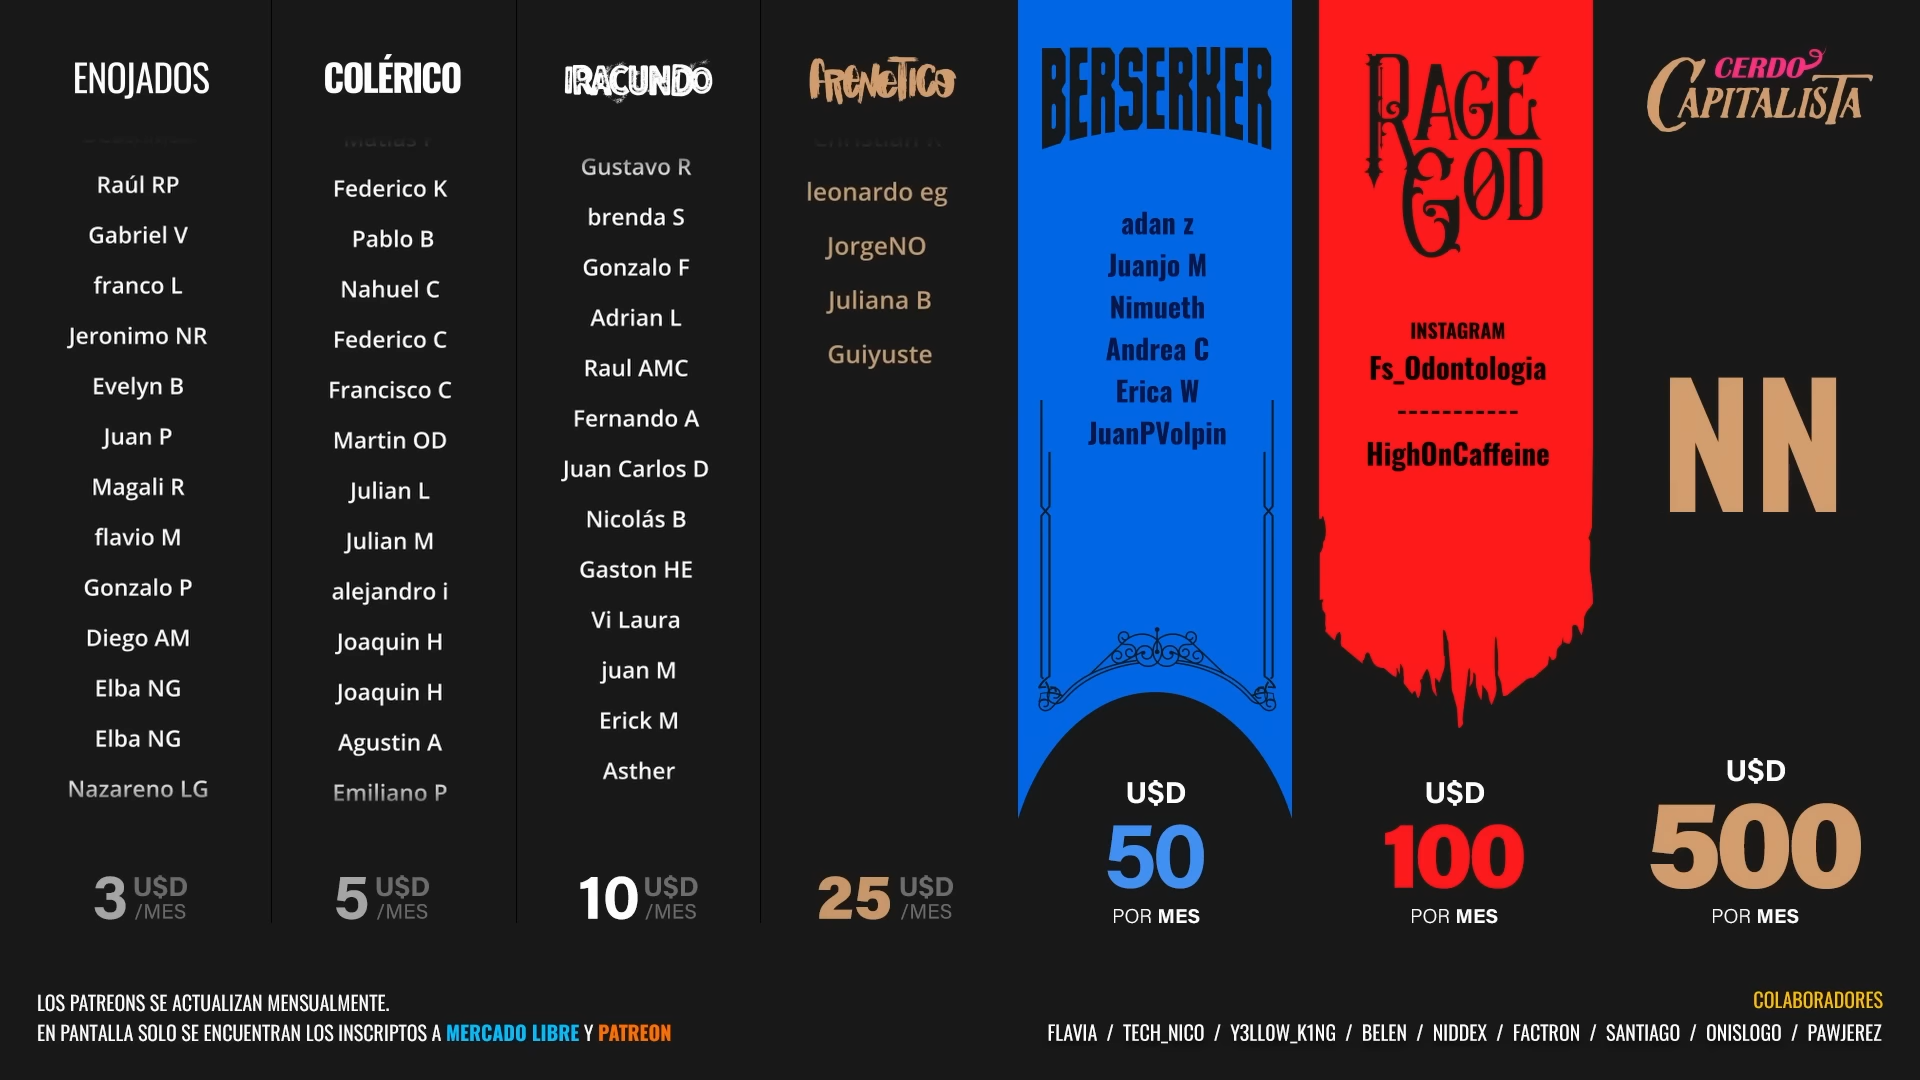 ENOJADOS
Raúl RP
Gabriel V
franco L
Jeronimo NR
Evelyn B
Juan P
Magali R
flavio M
Gonzalo P
Diego AM
Elba NG
Elba NG
Nazareno LG
3 U$D
/MES
COLÉRICO
Matias F
Federico K
Pablo B
Nahuel C
Federico C
Francisco C
Martin OD
Julian L
Julian M
alejandro i
Joaquin H
Joaquin H
Agustin A
Emiliano P
5 U$D
/MES
IRACUNDO
Gustavo R
brenda S
Gonzalo F
Adrian L
Raul AMC
Fernando A
Juan Carlos D
Nicolás B
Gaston HE
Vi Laura
juan M
Erick M
Asther
10 U$D
/MES
FRENETICO
Christian R
leonardo eg
JorgeNO
Juliana B
Guiyuste
25 U$D
/MES
BERSERKER
adan z
Juanjo M
Nimueth
Andrea C
Erica W
JuanPVolpin
U$D
50
POR MES
RAGE
GOD
INSTAGRAM
Fs_Odontologia
-----------
HighOnCaffeine
U$D
100
POR MES
CERDO
CAPITALISTA
NN
U$D
500
POR MES
LOS PATREONS SE ACTUALIZAN MENSUALMENTE.
EN PANTALLA SOLO SE ENCUENTRAN LOS INSCRIPTOS A MERCADO LIBRE Y PATREON
COLABORADORES
FLAVIA / TECH_NICO / Y3LLOW_K1NG / BELEN / NIDDEX / FACTRON / SANTIAGO / ONISLOGO / PAWJEREZ